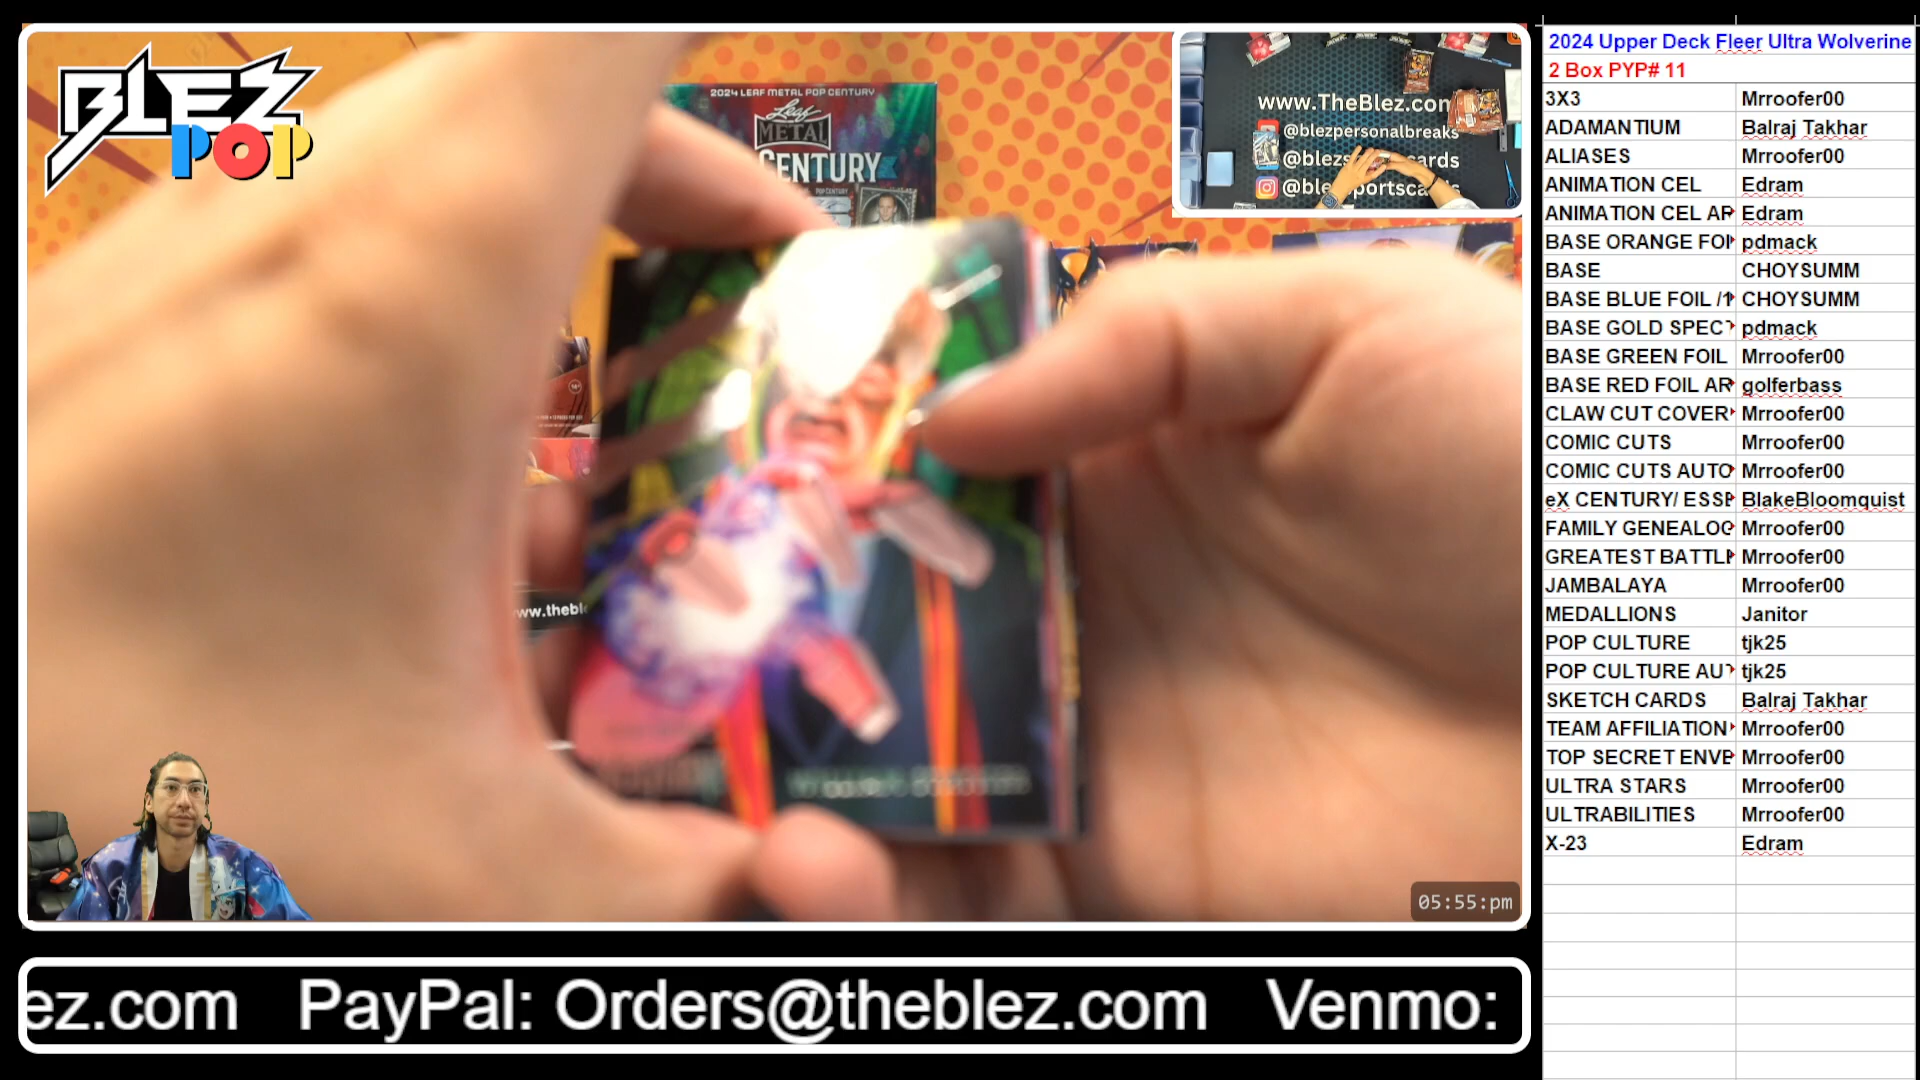 BLEZ
POP
2024 LEAF METAL POP CENTURY
Leaf
METAL
CENTURY
www.TheBlez.com
@blezpersonalbreaks
2024 Upper Deck Fleer Ultra Wolverine
2 Box PYP# 11
3X3 Mrroofer00
ADAMANTIUM Balraj Takhar
ALIASES Mrroofer00
ANIMATION CEL Edram
ANIMATION CEL AR Edram
BASE ORANGE FOI pdmack
BASE CHOYSUMM
BASE BLUE FOIL /1 CHOYSUMM
BASE GOLD SPEC pdmack
BASE GREEN FOIL Mrroofer00
BASE RED FOIL AR golferbass
CLAW CUT COVER Mrroofer00
COMIC CUTS Mrroofer00
COMIC CUTS AUTO Mrroofer00
eX CENTURY/ ESSE BlakeBloomquist
FAMILY GENEALOG Mrroofer00
GREATEST BATTLE Mrroofer00
JAMBALAYA Mrroofer00
MEDALLIONS Janitor
POP CULTURE tjk25
POP CULTURE AUT tjk25
SKETCH CARDS Balraj Takhar
TEAM AFFILIATION Mrroofer00
TOP SECRET ENVE Mrroofer00
ULTRA STARS Mrroofer00
ULTRABILITIES Mrroofer00
X-23 Edram
05:55:pm
ez.com PayPal: Orders@theblez.com Venmo: